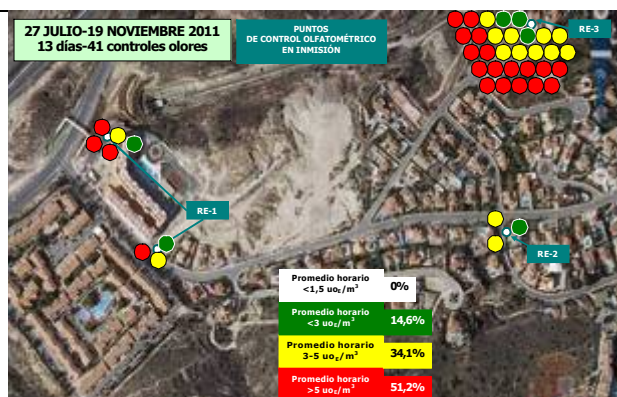 27 JULIO-19 NOVIEMBRE 2011
13 días-41 controles olores
PUNTOS
DE CONTROL OLFATOMÉTRICO
EN INMISIÓN
RE-3
RE-1
RE-2
Promedio horario
<1,5 uoE/m³
0%
Promedio horario
<3 uoE/m³
14,6%
Promedio horario
3-5 uoE/m³
34,1%
Promedio horario
>5 uoE/m³
51,2%